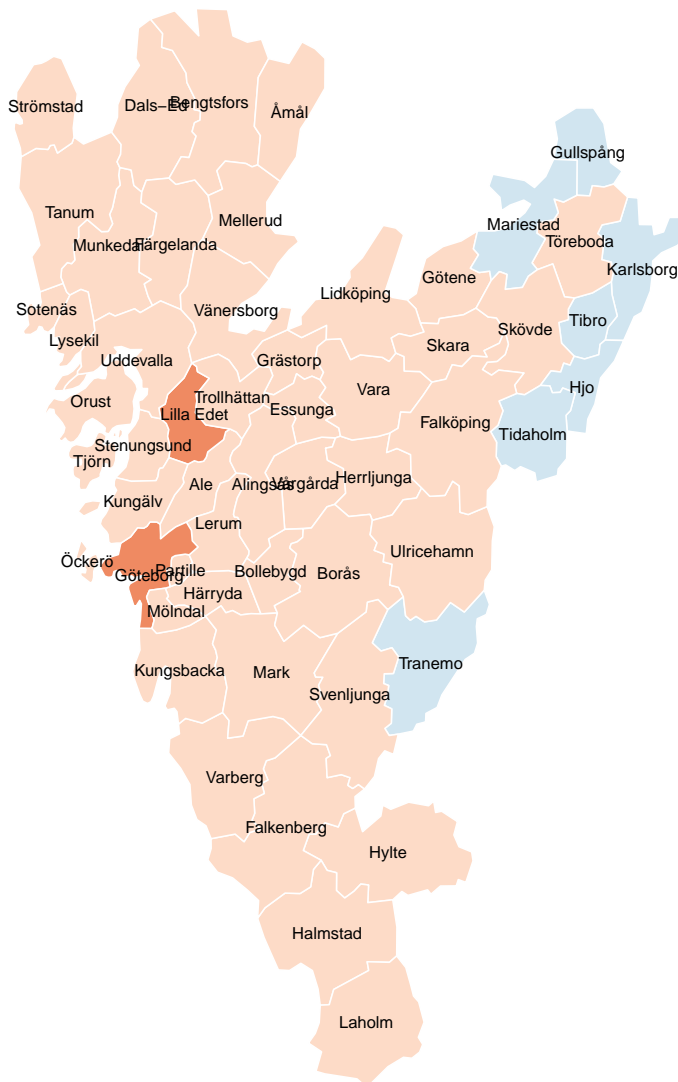 Strömstad
Dals–Ed
Bengtsfors
Åmål
Gullspång
Tanum
Mellerud
Mariestad
Töreboda
Munkedal
Färgelanda
Karlsborg
Götene
Lidköping
Sotenäs
Vänersborg
Tibro
Skövde
Lysekil
Skara
Uddevalla
Grästorp
Hjo
Vara
Orust
Trollhättan
Essunga
Lilla Edet
Falköping
Tidaholm
Stenungsund
Tjörn
Ale
Alingsås
Vårgårda
Herrljunga
Kungälv
Lerum
Ulricehamn
Öckerö
Göteborg
Partille
Bollebygd
Borås
Härryda
Mölndal
Kungsbacka
Mark
Tranemo
Svenljunga
Varberg
Falkenberg
Hylte
Halmstad
Laholm